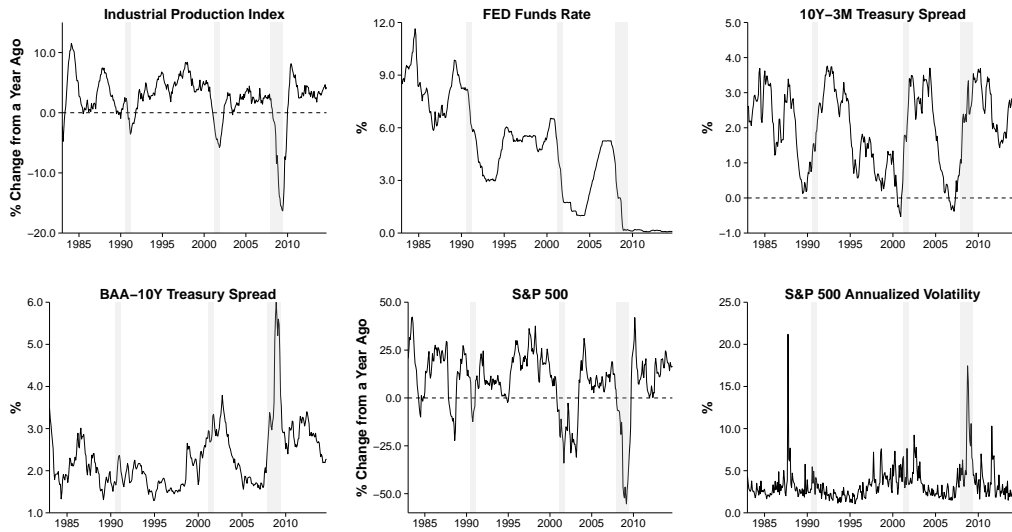 Industrial Production Index
% Change from a Year Ago
10.0
0.0
−10.0
−20.0
1985 1990 1995 2000 2005 2010
FED Funds Rate
%
12.0
9.0
6.0
3.0
0.0
1985 1990 1995 2000 2005 2010
10Y−3M Treasury Spread
%
5.0
4.0
3.0
2.0
1.0
0.0
−1.0
1985 1990 1995 2000 2005 2010
BAA−10Y Treasury Spread
%
6.0
5.0
4.0
3.0
2.0
1.0
1985 1990 1995 2000 2005 2010
S&P 500
% Change from a Year Ago
50.0
25.0
0.0
−25.0
−50.0
1985 1990 1995 2000 2005 2010
S&P 500 Annualized Volatility
%
25.0
20.0
15.0
10.0
5.0
0.0
1985 1990 1995 2000 2005 2010